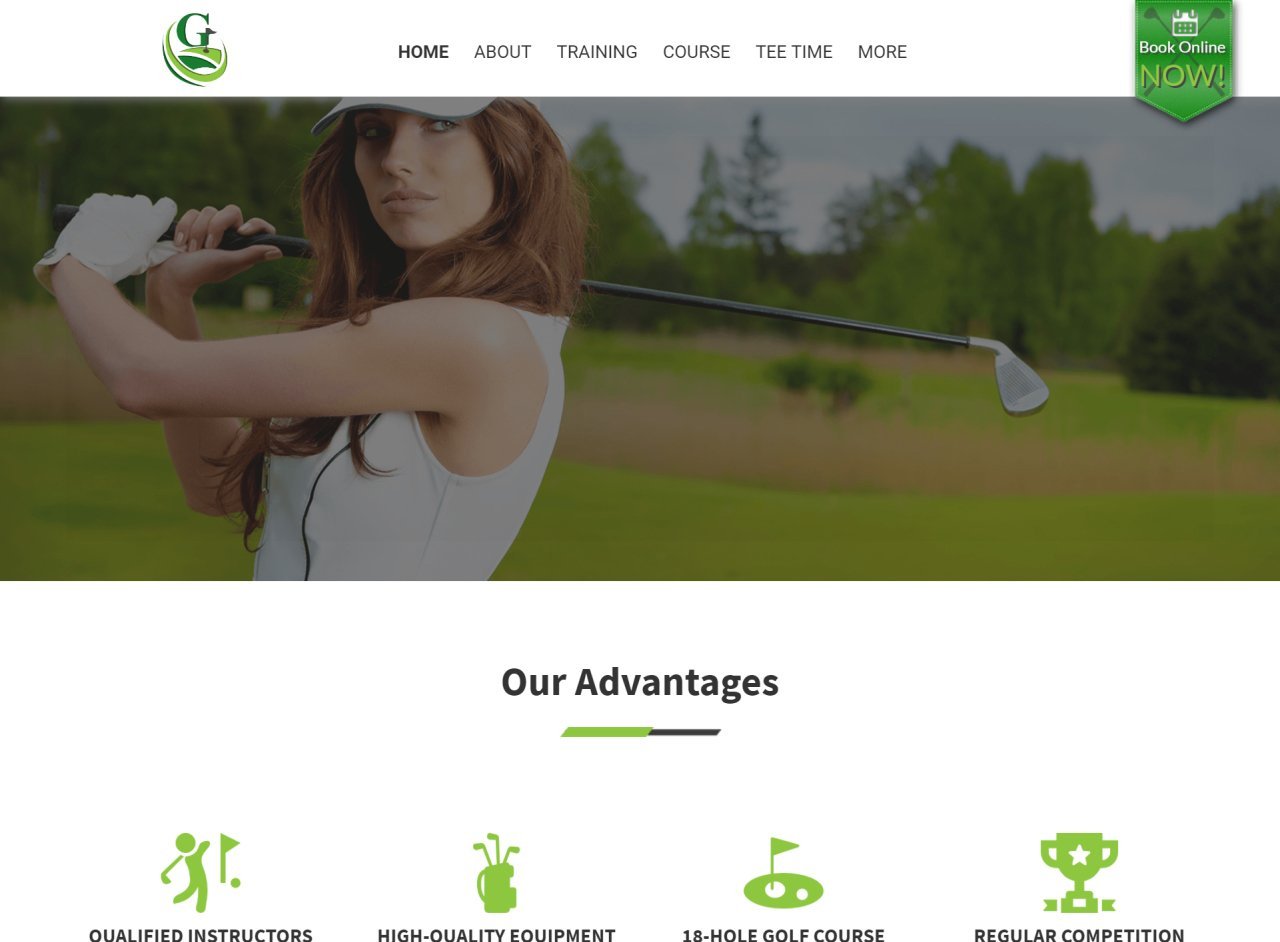 G
HOME ABOUT TRAINING COURSE TEE TIME MORE
Book Online
NOW!
Our Advantages
QUALIFIED INSTRUCTORS HIGH-QUALITY EQUIPMENT 18-HOLE GOLF COURSE REGULAR COMPETITION